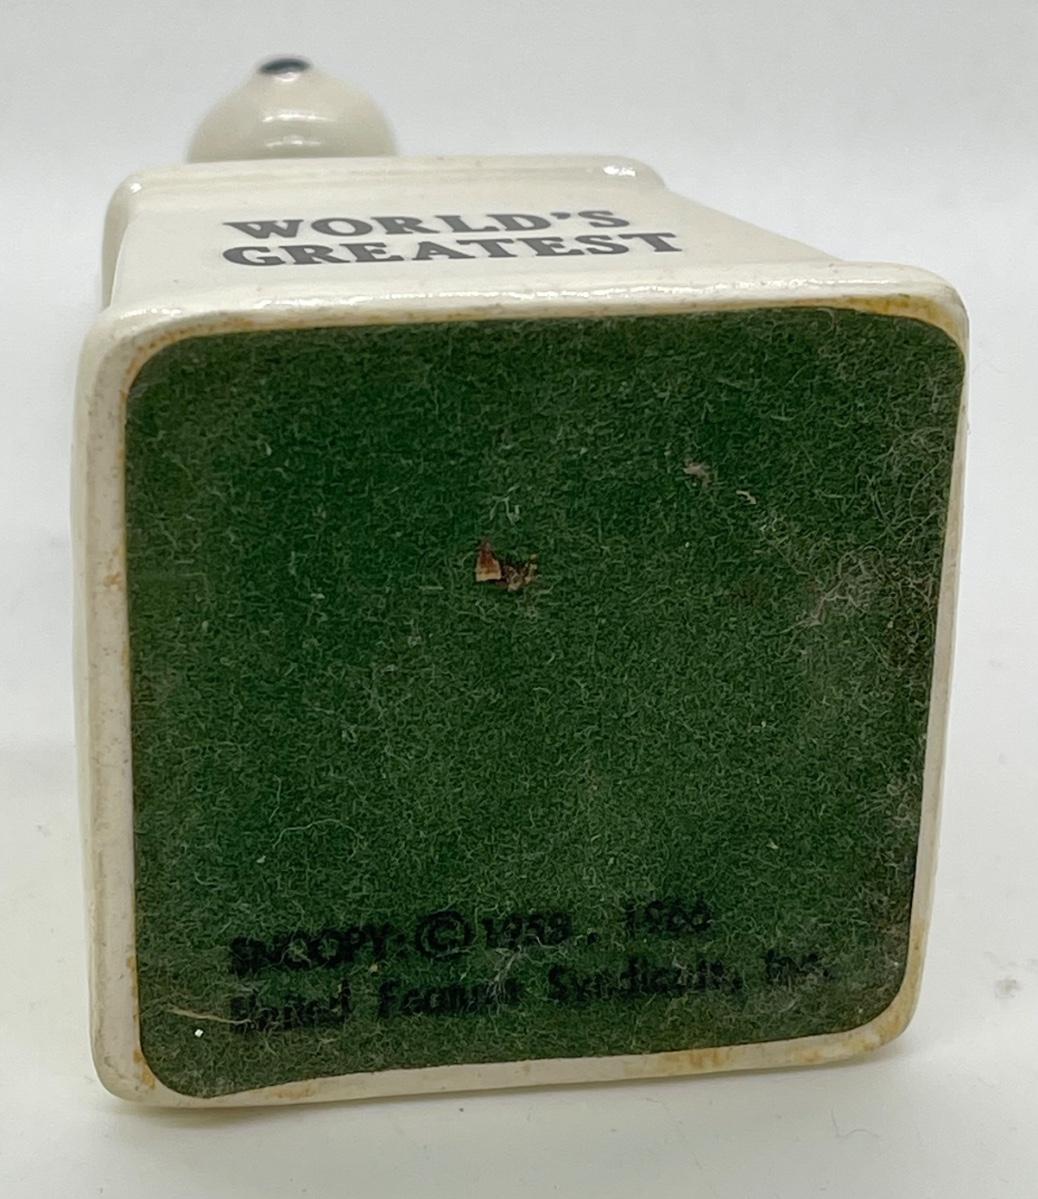 WORLD'S
GREATEST
SNOOPY: © 1958, 1966
United Feature Syndicate, Inc.